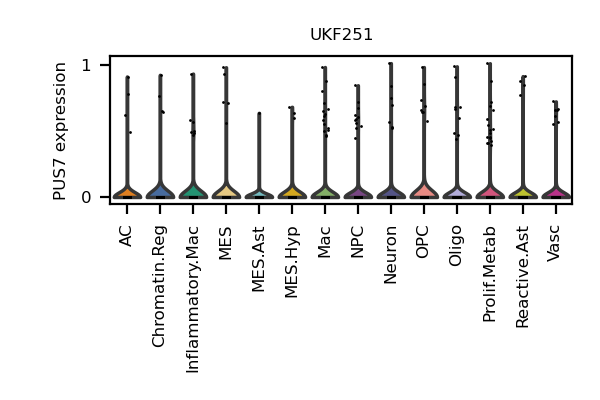 UKF251
PUS7 expression
1
0
AC
Chromatin.Reg
Inflammatory.Mac
MES
MES.Ast
MES.Hyp
Mac
NPC
Neuron
OPC
Oligo
Prolif.Metab
Reactive.Ast
Vasc